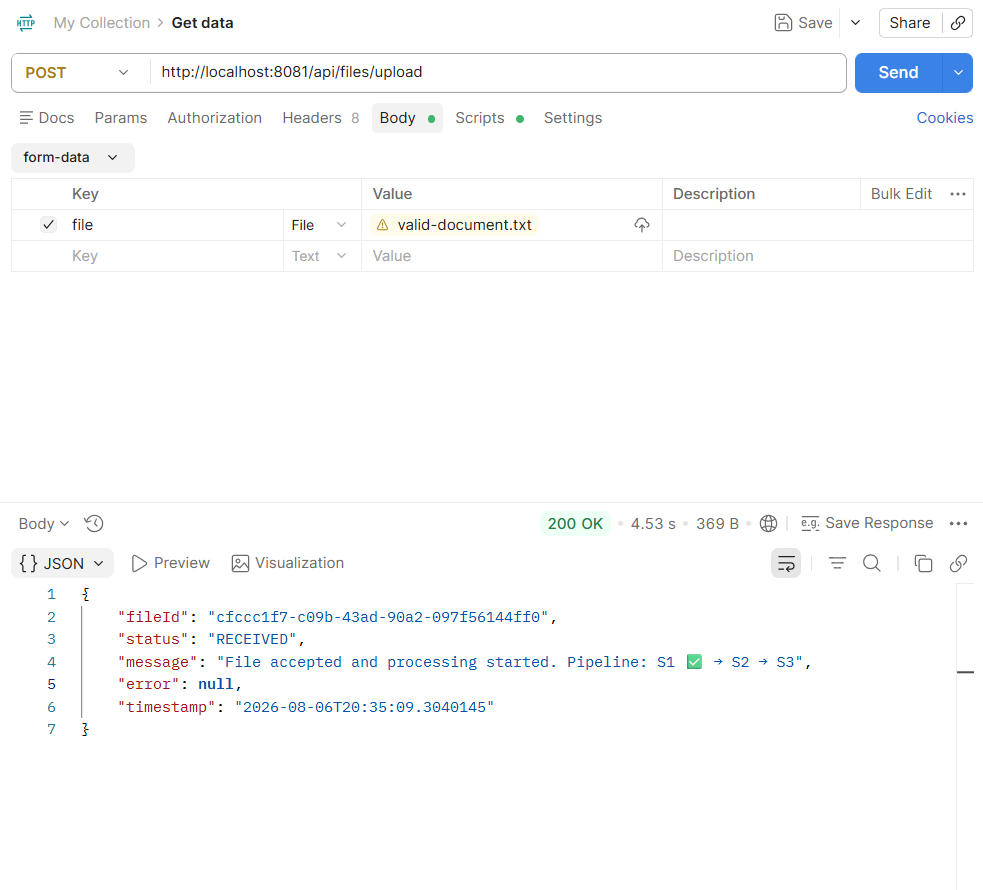 HTTP My Collection > Get data Save Share
POST http://localhost:8081/api/files/upload Send
Docs Params Authorization Headers 8 Body Scripts Settings Cookies
form-data
Key Value Description Bulk Edit
file File valid-document.txt
Key Text Value Description
Body 200 OK 4.53 s 369 B e.g. Save Response
{} JSON Preview Visualization
1 {
2 "fileId": "cfccc1f7-c09b-43ad-90a2-097f56144ff0",
3 "status": "RECEIVED",
4 "message": "File accepted and processing started. Pipeline: S1 ✅ → S2 → S3",
5 "error": null,
6 "timestamp": "2026-08-06T20:35:09.3040145"
7 }